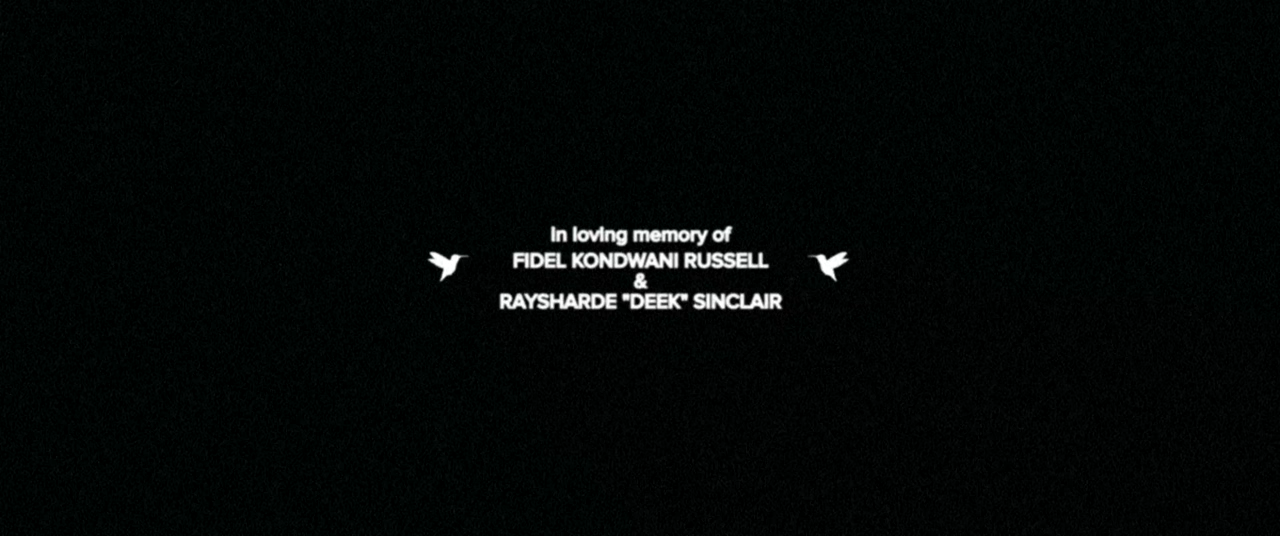 In loving memory of
FIDEL KONDWANI RUSSELL
&
RAYSHARDE "DEEK" SINCLAIR